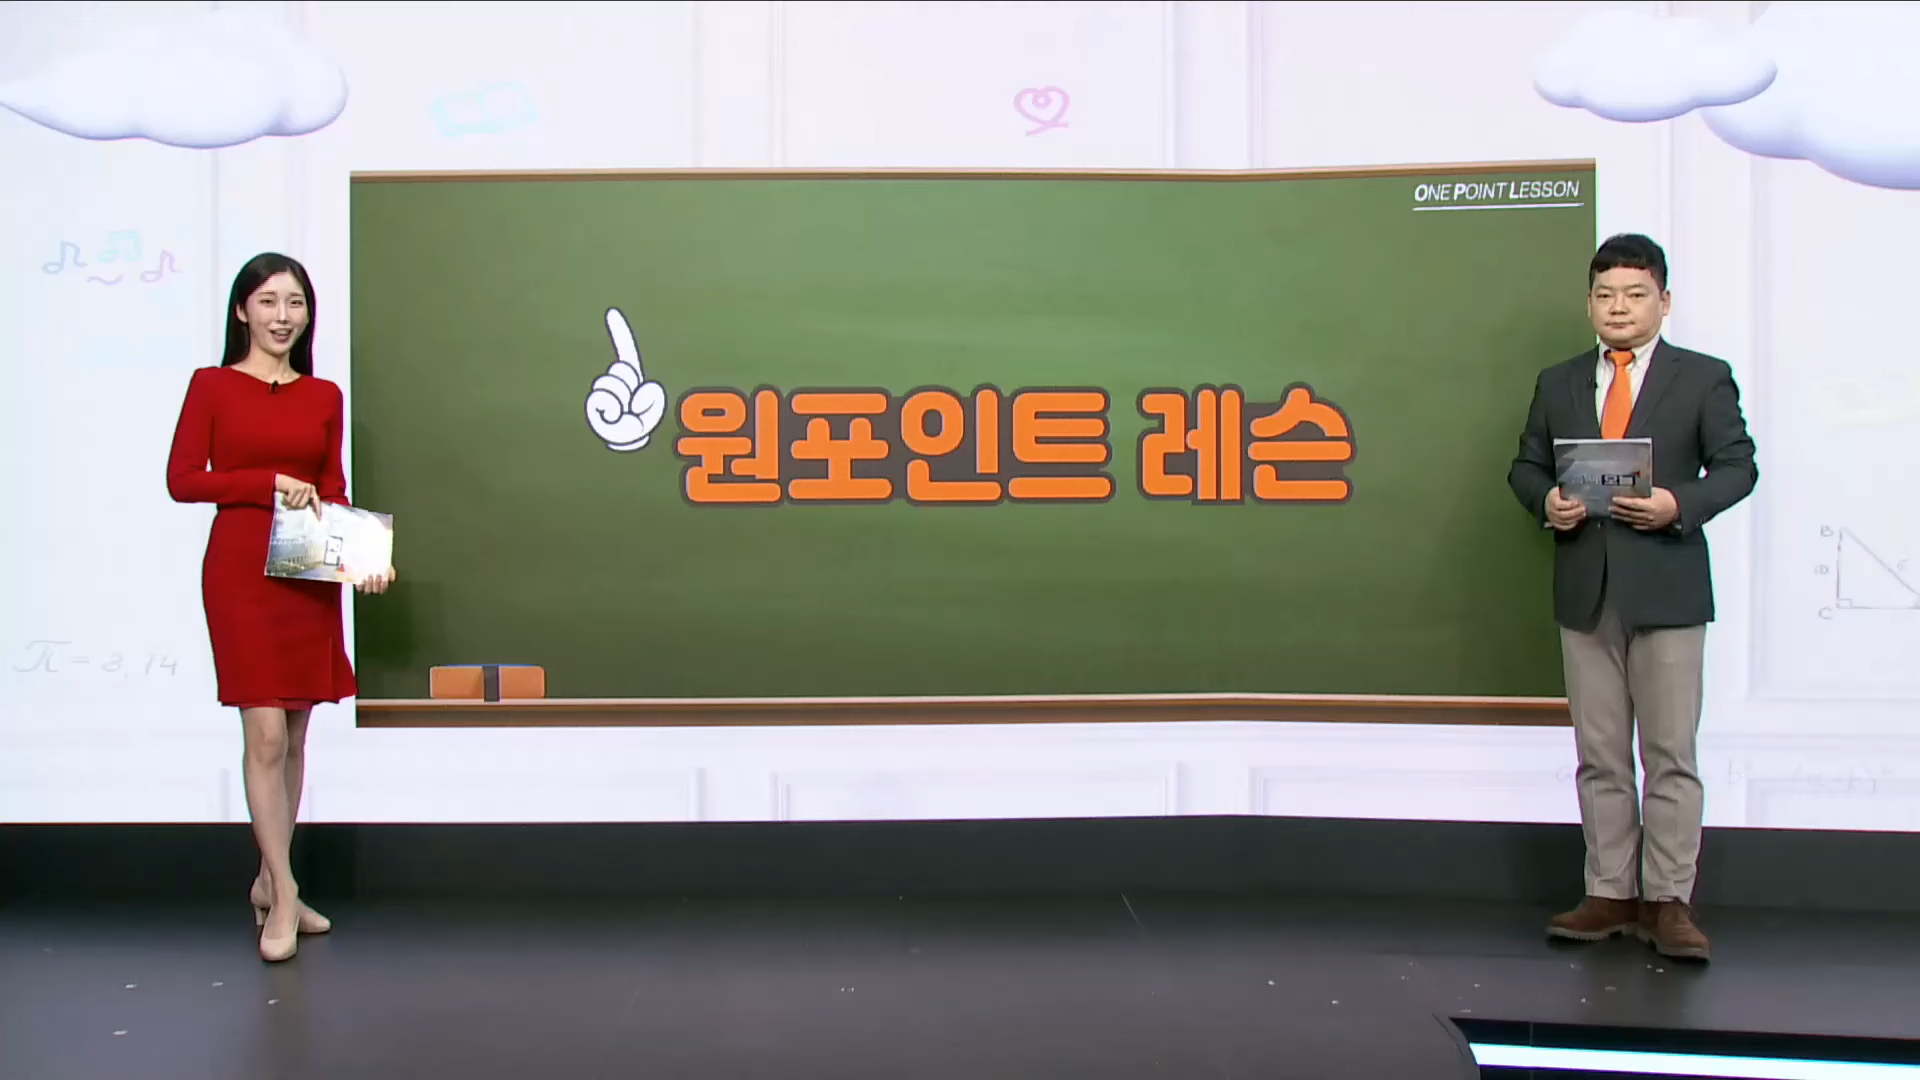 ONE POINT LESSON
원포인트 레슨
π = 3.14
B
C